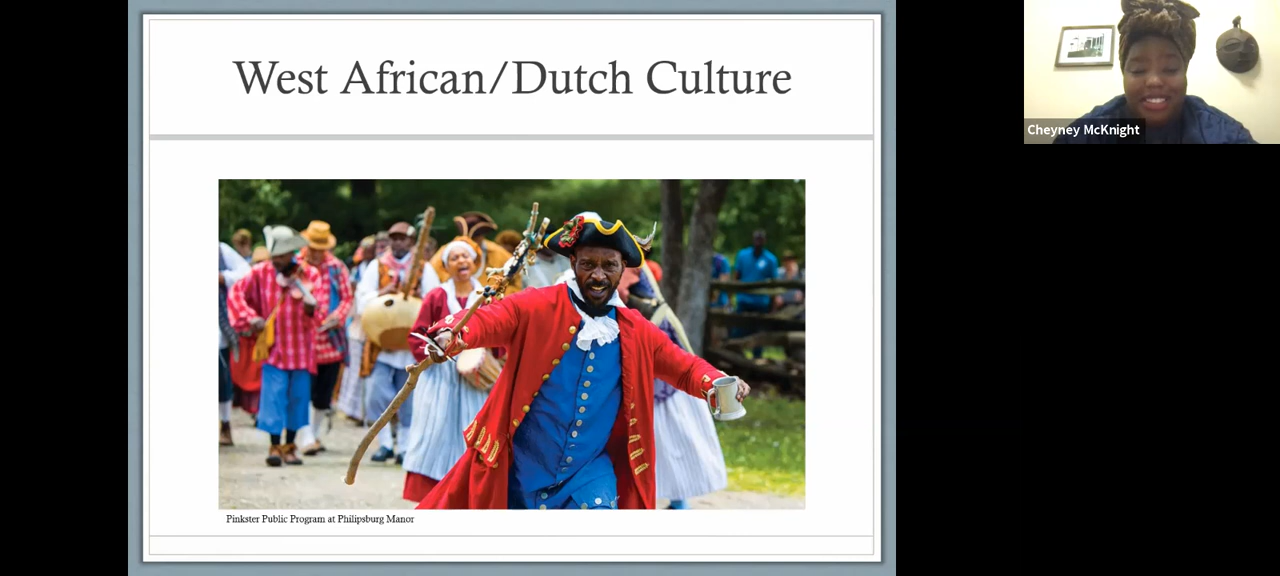 West African/Dutch Culture
Cheyney McKnight
Pinkster Public Program at Philipsburg Manor